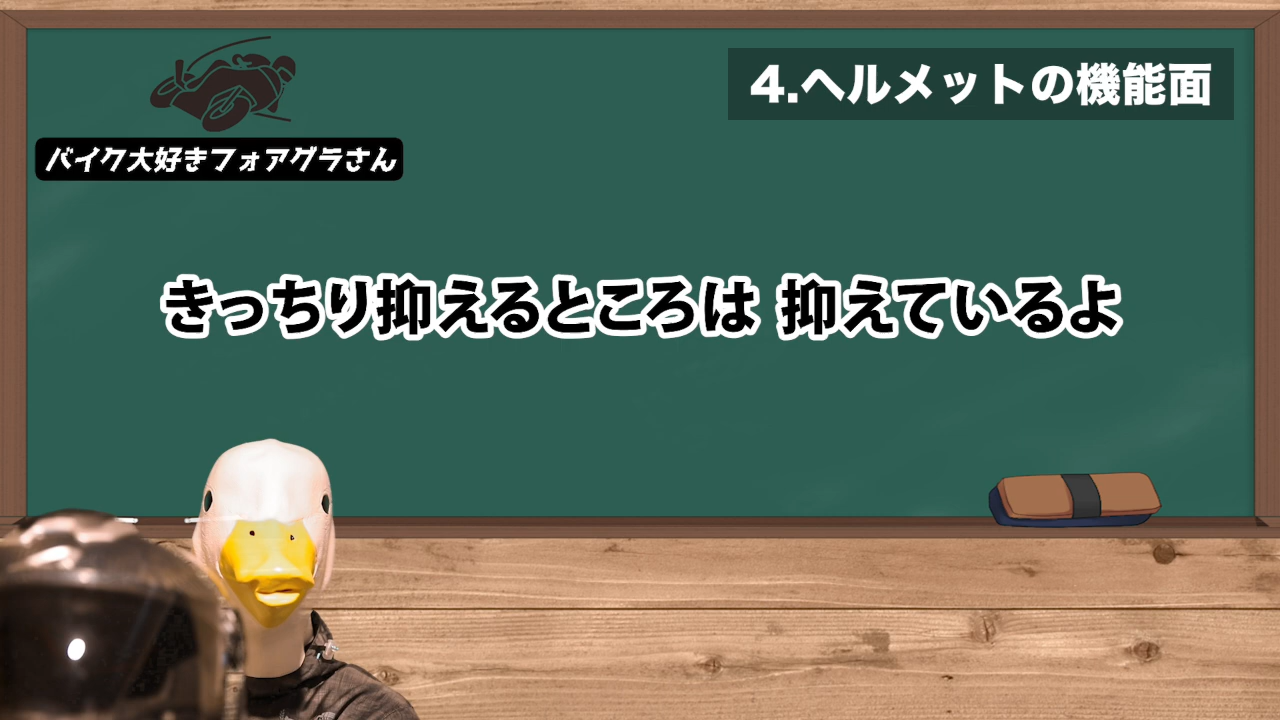 4.ヘルメットの機能面
バイク大好きフォアグラさん
きっちり抑えるところは 抑えているよ